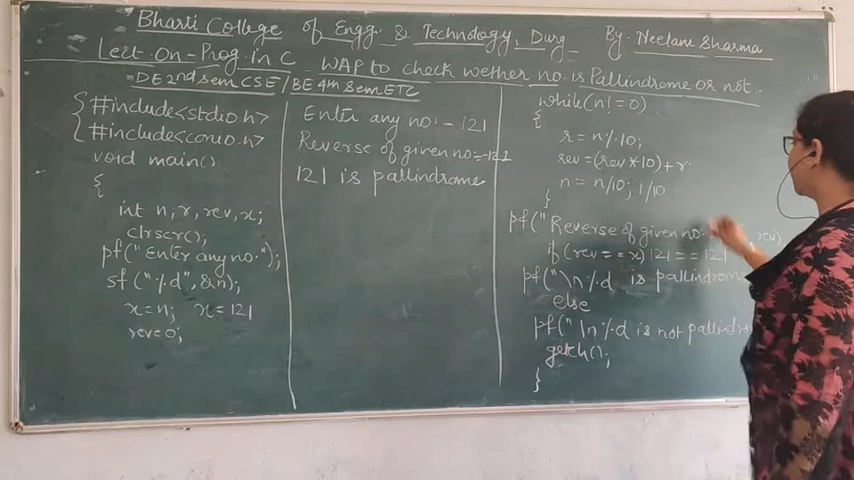 Bharti College of Engg. & Technology, Durg By. Neelam Sharma
Lect-On-Prog. in C WAP to check wether no. is Pallindrome or not.
DE 2nd sem CSE / BE 4th sem ETC
{ #include<stdio.h>
#include<conio.h>
void main()
{
int n, r, rev, x;
clrscr();
pf("Enter any no.");
sf("%d", &n);
x=n; x=121
rev=0;
Enter any no:- 121
Reverse of given no:-121
121 is pallindrome
while(n!=0)
{
r = n%10;
rev = (rev*10)+r.
n = n/10; 1/10
}
pf("Reverse of given no. rev)
if (rev == x) 121 == 121
pf("\n%d is pallindrom
else
pf("\n%d is not pallindro
getch();
}